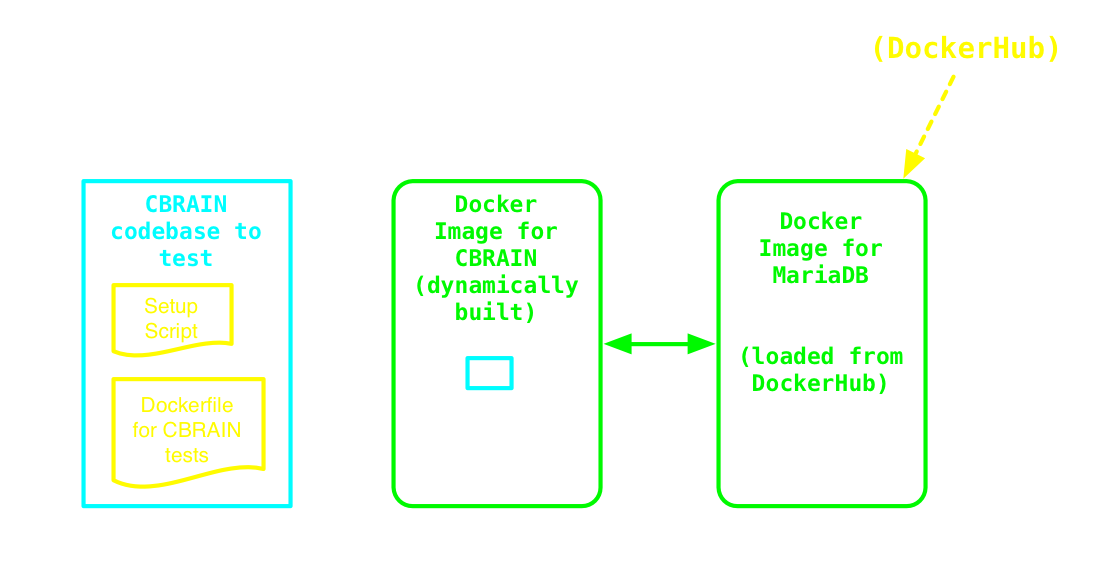 (DockerHub)
CBRAIN
codebase to
test
Setup
Script
Dockerfile
for CBRAIN
tests
Docker
Image for
CBRAIN
(dynamically
built)
Docker
Image for
MariaDB
(loaded from
DockerHub)